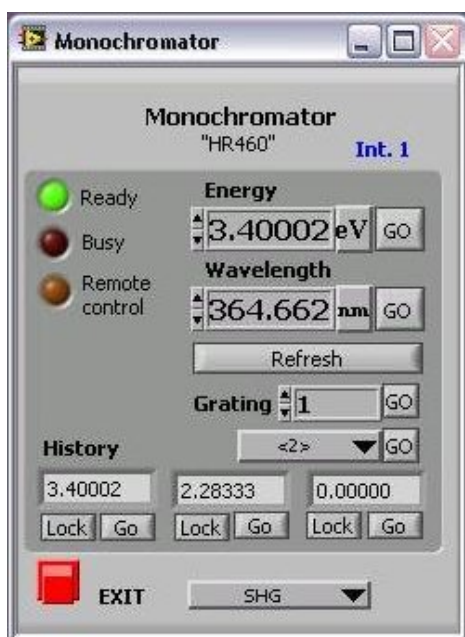 Monochromator
Monochromator
"HR460"
Int. 1
Ready
Energy
3.40002 eV GO
Busy
Wavelength
Remote
control
364.662 nm GO
Refresh
Grating 1 GO
<2> GO
History
3.40002 2.28333 0.00000
Lock Go Lock Go Lock Go
EXIT SHG